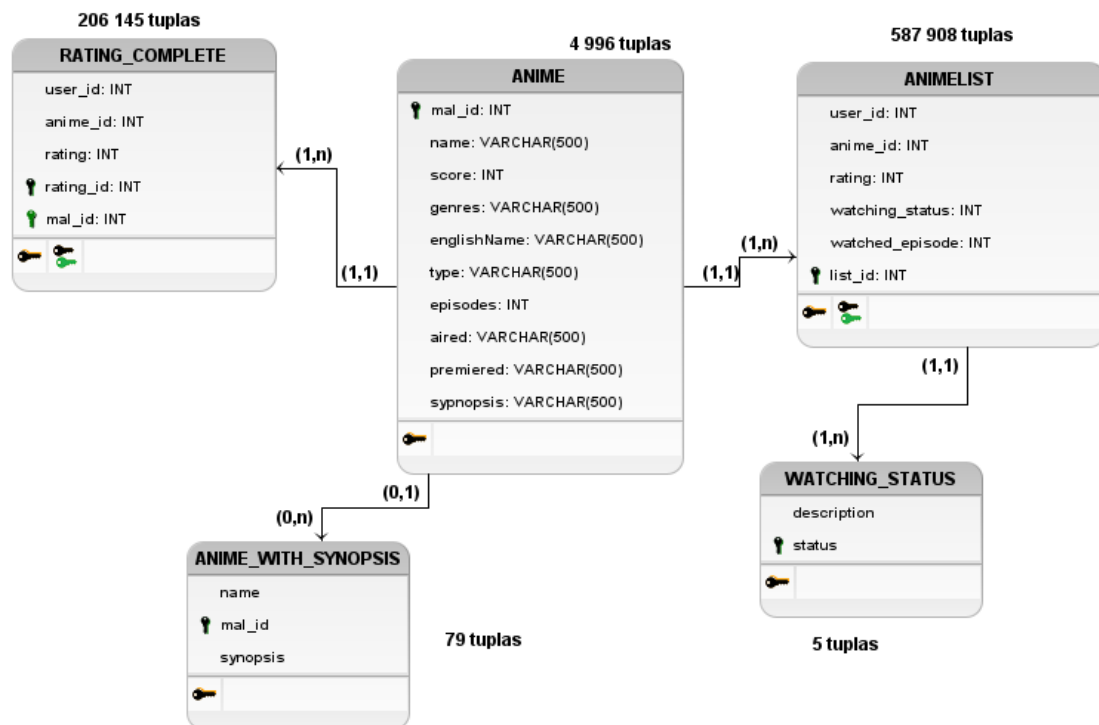 206 145 tuplas
RATING_COMPLETE
user_id: INT
anime_id: INT
rating: INT
rating_id: INT
mal_id: INT
(1,n)
(1,1)
4 996 tuplas
ANIME
mal_id: INT
name: VARCHAR(500)
score: INT
genres: VARCHAR(500)
englishName: VARCHAR(500)
type: VARCHAR(500)
episodes: INT
aired: VARCHAR(500)
premiered: VARCHAR(500)
sypnopsis: VARCHAR(500)
(1,n)
(1,1)
587 908 tuplas
ANIMELIST
user_id: INT
anime_id: INT
rating: INT
watching_status: INT
watched_episode: INT
list_id: INT
(1,1)
(1,n)
WATCHING_STATUS
description
status
5 tuplas
(0,1)
(0,n)
ANIME_WITH_SYNOPSIS
name
mal_id
synopsis
79 tuplas